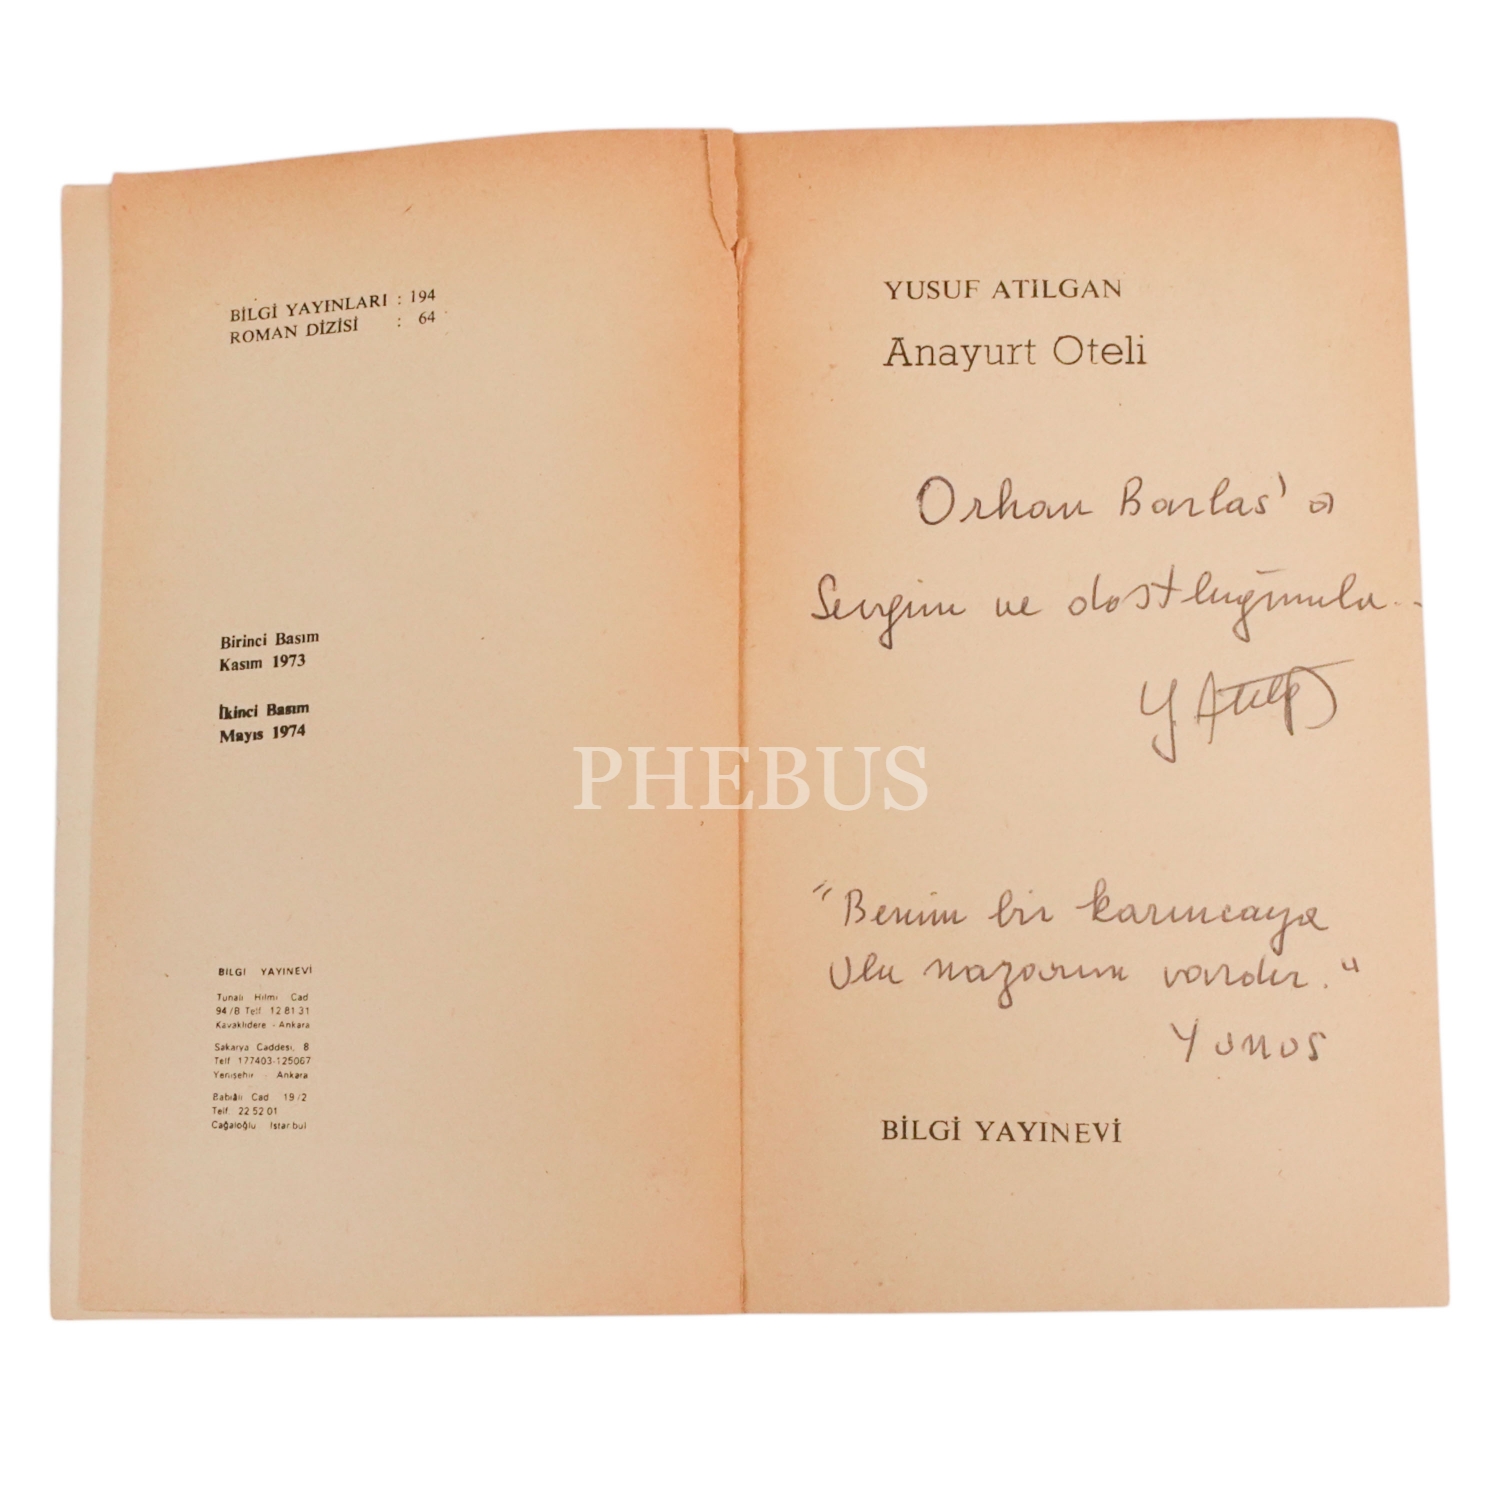 BİLGİ YAYINLARI : 194
ROMAN DİZİSİ : 64
Birinci Basım
Kasım 1973
İkinci Basım
Mayıs 1974
BILGI YAYINEVİ
Tunalı Hilmi Cad
94/B Telf. 12 81 31
Kavaklıdere - Ankara
Sakarya Caddesi, 8
Telf 177403-125067
Yenişehir - Ankara
Babıâli Cad 19/2
Telf. 22 52 01
Cağaloğlu İstanbul
YUSUF ATILGAN
Anayurt Oteli
Orhan Barlas'a
Sevgim ve dostluğumla..
Y Atılg
"Benim bir karıncaya
Ulu nazarım vardır."
Yunus
BİLGİ YAYINEVİ
PHEBUS